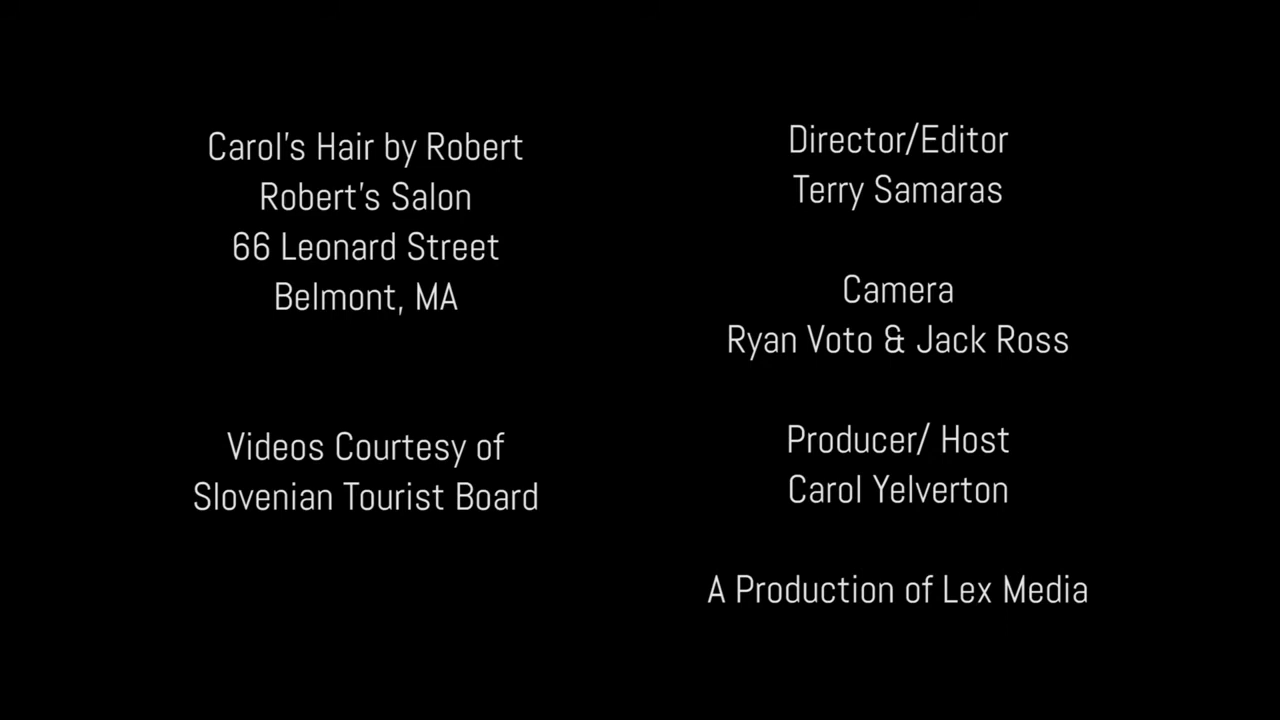 Carol's Hair by Robert
Robert's Salon
66 Leonard Street
Belmont, MA
Videos Courtesy of
Slovenian Tourist Board
Director/Editor
Terry Samaras
Camera
Ryan Voto & Jack Ross
Producer/ Host
Carol Yelverton
A Production of Lex Media